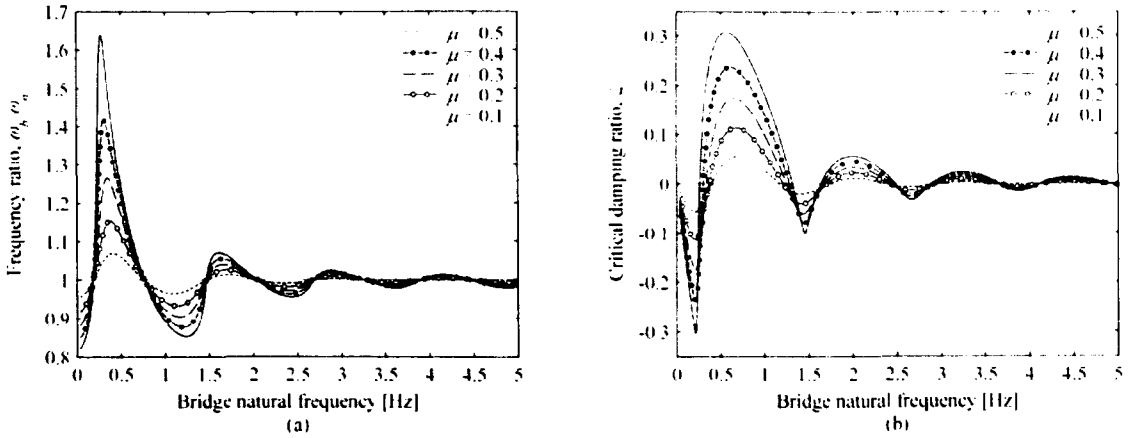 1.7
1.6
1.5
1.4
1.3
1.2
1.1
1
0.9
0.8
Frequency ratio,
μ 0.5
μ 0.4
μ 0.3
μ 0.2
μ 0.1
0 0.5 1 1.5 2 2.5 3 3.5 4 4.5 5
Bridge natural frequency [Hz]
(a)
0.3
0.2
0.1
0
-0.1
-0.2
-0.3
Critical damping ratio,
μ 0.5
μ 0.4
μ 0.3
μ 0.2
μ 0.1
0 0.5 1 1.5 2 2.5 3 3.5 4 4.5 5
Bridge natural frequency [Hz]
(b)